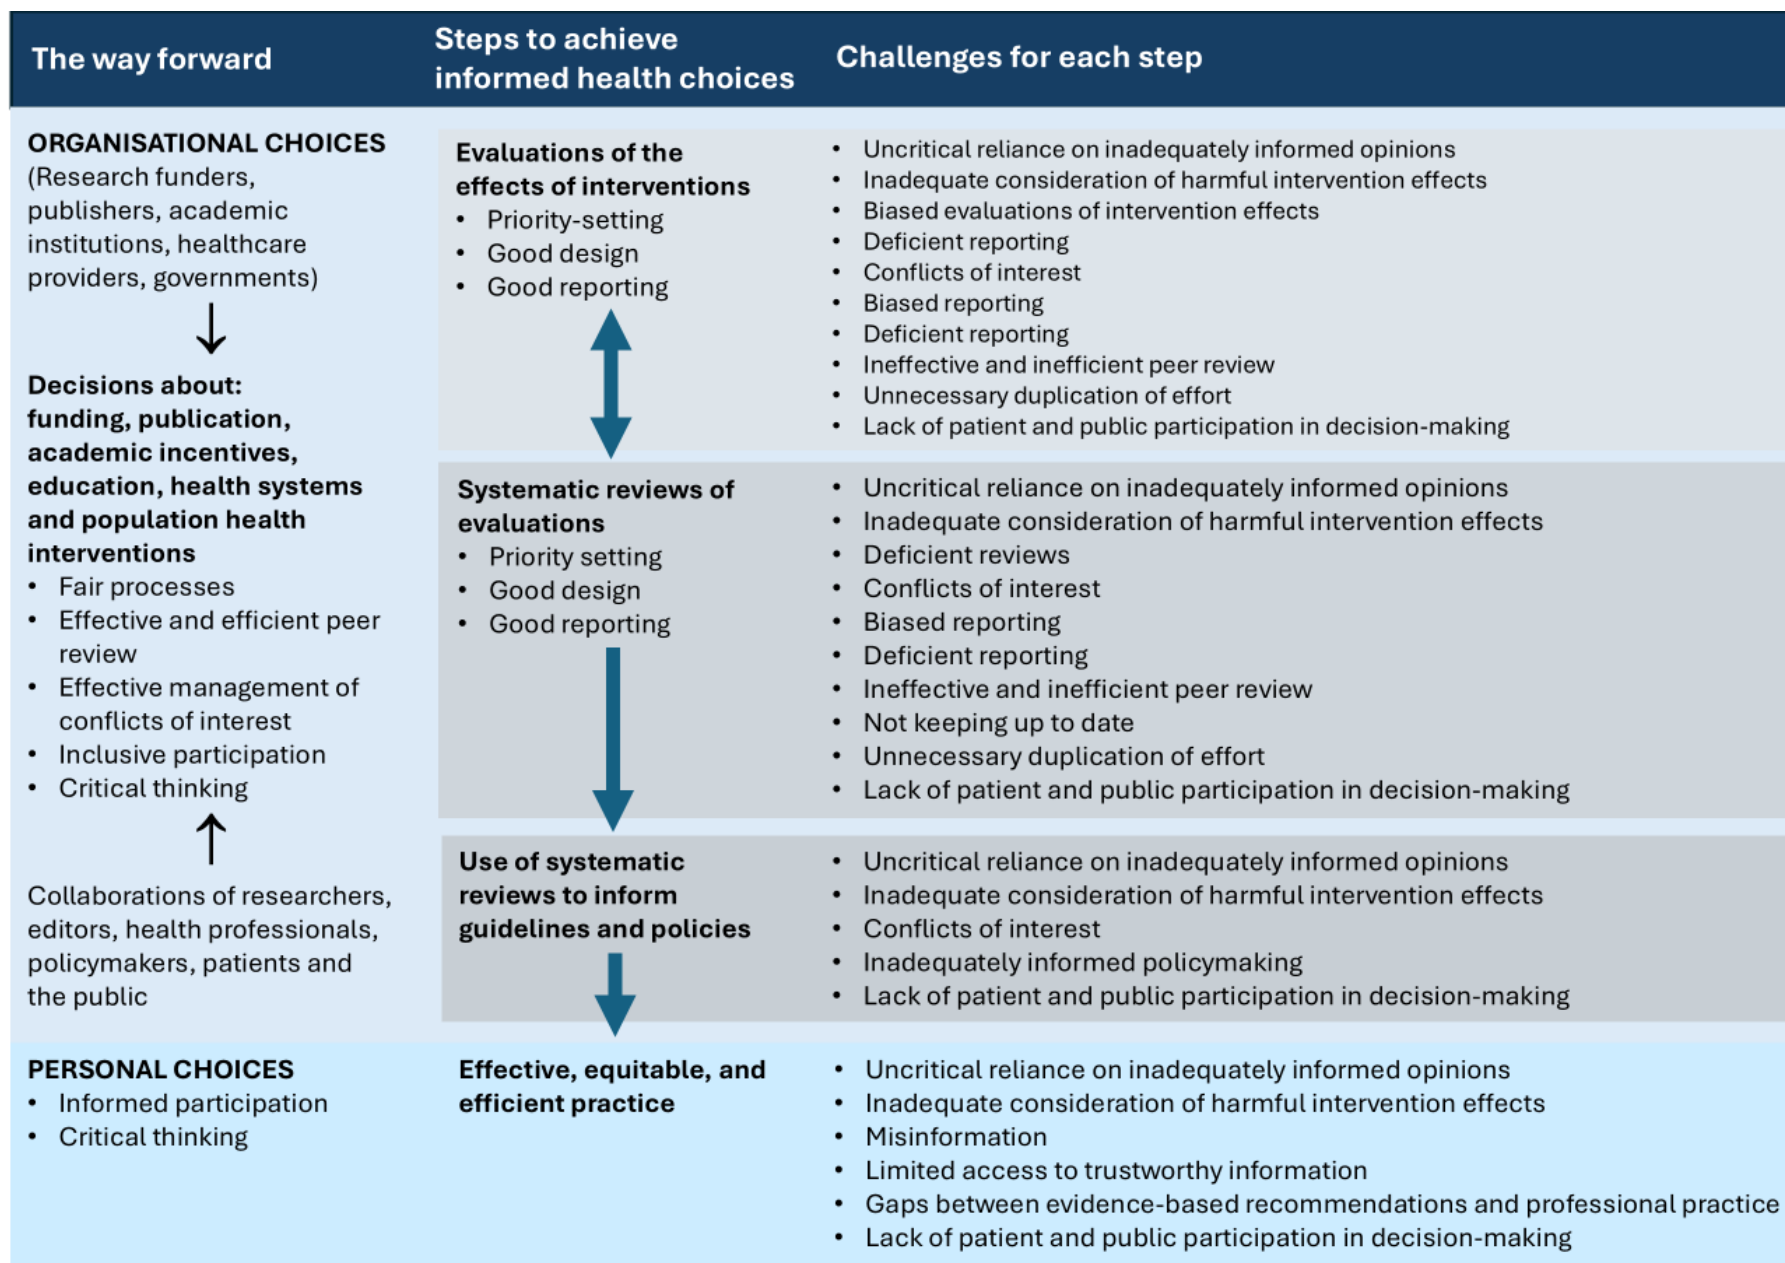 The way forward
Steps to achieve
informed health choices
Challenges for each step
ORGANISATIONAL CHOICES
(Research funders,
publishers, academic
institutions, healthcare
providers, governments)
Decisions about:
funding, publication,
academic incentives,
education, health systems
and population health
interventions
• Fair processes
• Effective and efficient peer
review
• Effective management of
conflicts of interest
• Inclusive participation
• Critical thinking
Collaborations of researchers,
editors, health professionals,
policymakers, patients and
the public
Evaluations of the
effects of interventions
• Priority-setting
• Good design
• Good reporting
• Uncritical reliance on inadequately informed opinions
• Inadequate consideration of harmful intervention effects
• Biased evaluations of intervention effects
• Deficient reporting
• Conflicts of interest
• Biased reporting
• Deficient reporting
• Ineffective and inefficient peer review
• Unnecessary duplication of effort
• Lack of patient and public participation in decision-making
Systematic reviews of
evaluations
• Priority setting
• Good design
• Good reporting
• Uncritical reliance on inadequately informed opinions
• Inadequate consideration of harmful intervention effects
• Deficient reviews
• Conflicts of interest
• Biased reporting
• Deficient reporting
• Ineffective and inefficient peer review
• Not keeping up to date
• Unnecessary duplication of effort
• Lack of patient and public participation in decision-making
Use of systematic
reviews to inform
guidelines and policies
• Uncritical reliance on inadequately informed opinions
• Inadequate consideration of harmful intervention effects
• Conflicts of interest
• Inadequately informed policymaking
• Lack of patient and public participation in decision-making
PERSONAL CHOICES
• Informed participation
• Critical thinking
Effective, equitable, and
efficient practice
• Uncritical reliance on inadequately informed opinions
• Inadequate consideration of harmful intervention effects
• Misinformation
• Limited access to trustworthy information
• Gaps between evidence-based recommendations and professional practice
• Lack of patient and public participation in decision-making